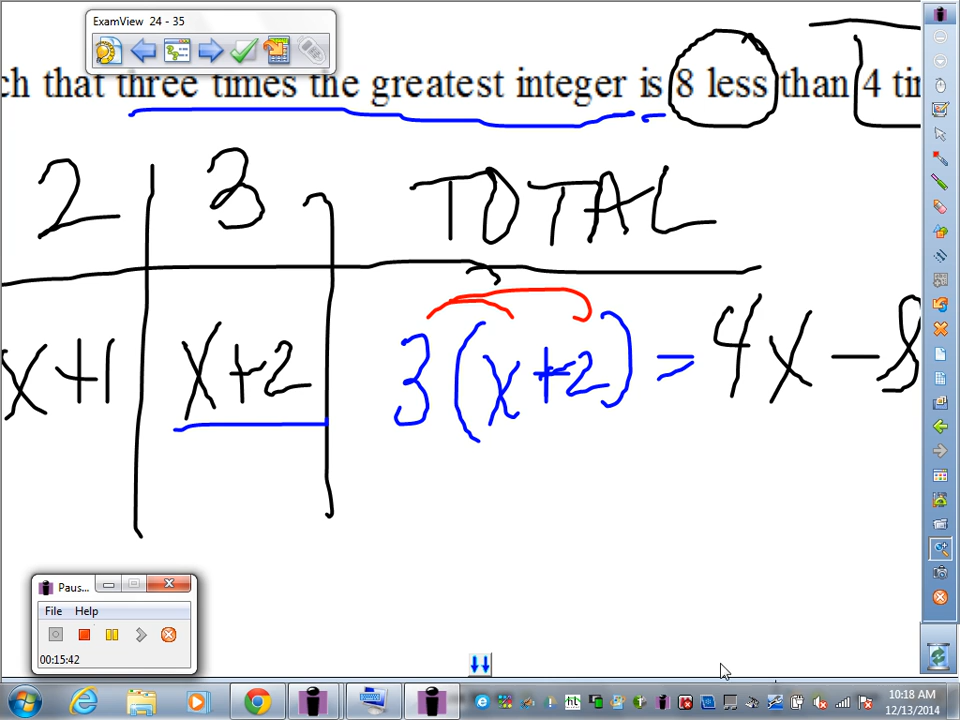 ExamView 24 - 35
ch that three times the greatest integer is 8 less than 4 tin
2 3 TOTAL
x+1 x+2 3(x+2) = 4x - 8
Paus...
File Help
00:15:42
10:18 AM
12/13/2014